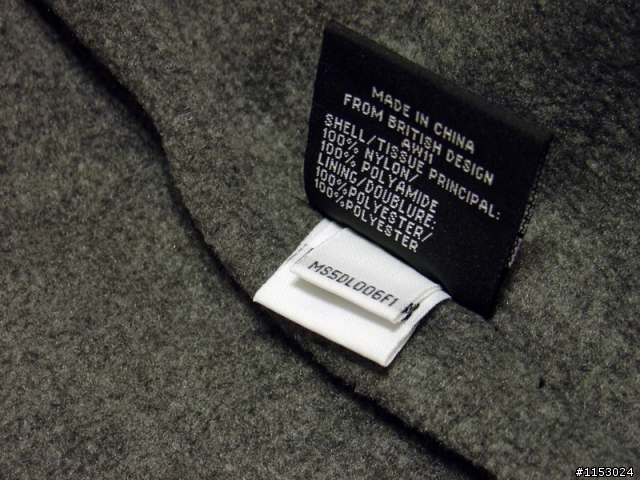 MADE IN CHINA
FROM BRITISH DESIGN
AW11
SHELL/TISSUE PRINCIPAL:
100% NYLON/
100% POLYAMIDE
LINING/DOUBLURE:
100%POLYESTER/
100%POLYESTER
MS5DL006F1
#1153024